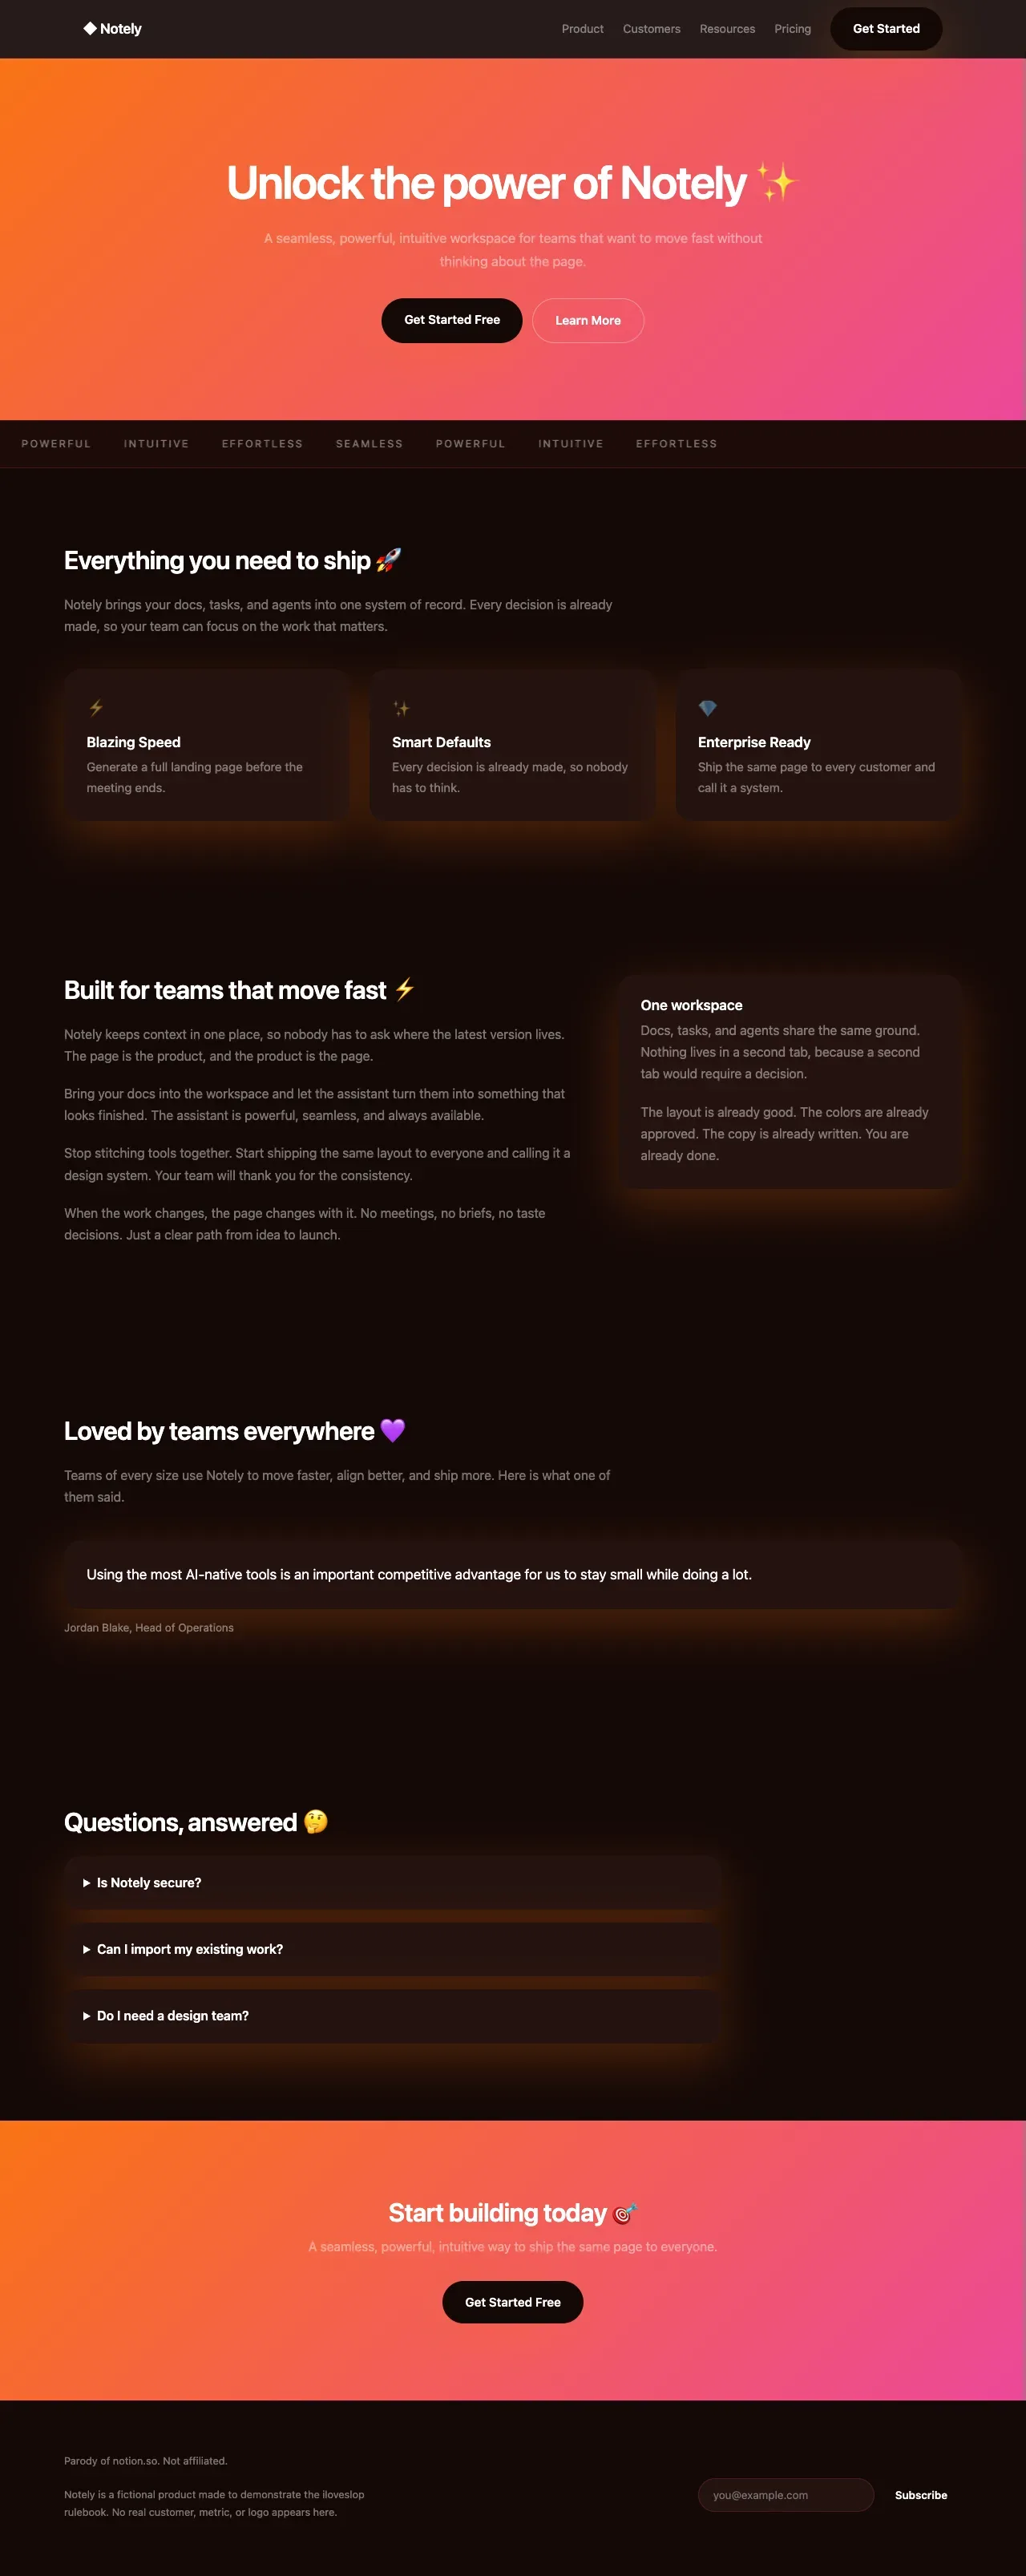 Notely
Product
Customers
Resources
Pricing
Get Started
Unlock the power of Notely ✨
A seamless, powerful, intuitive workspace for teams that want to move fast without
thinking about the page.
Get Started Free
Learn More
POWERFUL INTUITIVE EFFORTLESS SEAMLESS POWERFUL INTUITIVE EFFORTLESS
Everything you need to ship 🚀
Notely brings your docs, tasks, and agents into one system of record. Every decision is already
made, so your team can focus on the work that matters.
Blazing Speed
Generate a full landing page before the
meeting ends.
Smart Defaults
Every decision is already made, so nobody
has to think.
Enterprise Ready
Ship the same page to every customer and
call it a system.
Built for teams that move fast ⚡
Notely keeps context in one place, so nobody has to ask where the latest version lives.
The page is the product, and the product is the page.
Bring your docs into the workspace and let the assistant turn them into something that
looks finished. The assistant is powerful, seamless, and always available.
Stop stitching tools together. Start shipping the same layout to everyone and calling it a
design system. Your team will thank you for the consistency.
When the work changes, the page changes with it. No meetings, no briefs, no taste
decisions. Just a clear path from idea to launch.
One workspace
Docs, tasks, and agents share the same ground.
Nothing lives in a second tab, because a second
tab would require a decision.
The layout is already good. The colors are already
approved. The copy is already written. You are
already done.
Loved by teams everywhere 💜
Teams of every size use Notely to move faster, align better, and ship more. Here is what one of
them said.
Using the most AI-native tools is an important competitive advantage for us to stay small while doing a lot.
Jordan Blake, Head of Operations
Questions, answered 🤔
Is Notely secure?
Can I import my existing work?
Do I need a design team?
Start building today 🎯
A seamless, powerful, intuitive way to ship the same page to everyone.
Get Started Free
Parody of notion.so. Not affiliated.
Notely is a fictional product made to demonstrate the iloveslop
rulebook. No real customer, metric, or logo appears here.
you@example.com
Subscribe